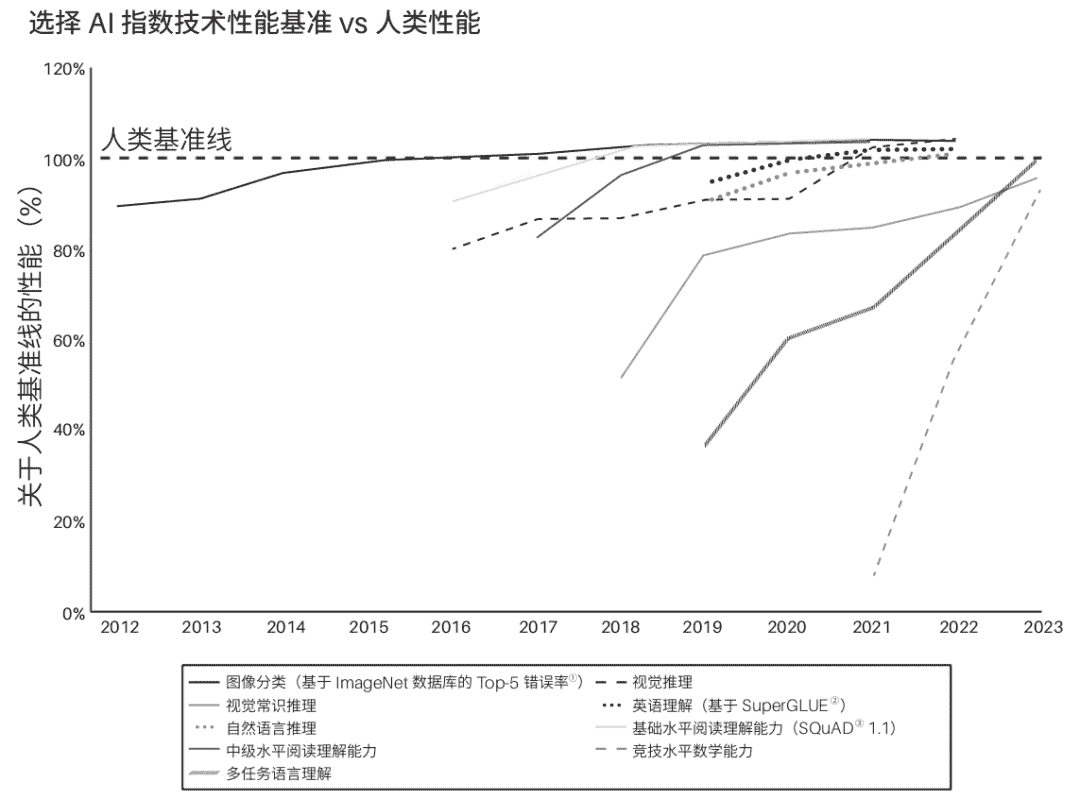 选择 AI 指数技术性能基准 vs 人类性能
120%
人类基准线
100%
80%
60%
40%
20%
0%
关于人类基准线的性能（%）
2012 2013 2014 2015 2016 2017 2018 2019 2020 2021 2022 2023
图像分类（基于 ImageNet 数据库的 Top-5 错误率①） 视觉推理
视觉常识推理 英语理解（基于 SuperGLUE②）
自然语言推理 基础水平阅读理解能力（SQuAD③ 1.1）
中级水平阅读理解能力 竞技水平数学能力
多任务语言理解